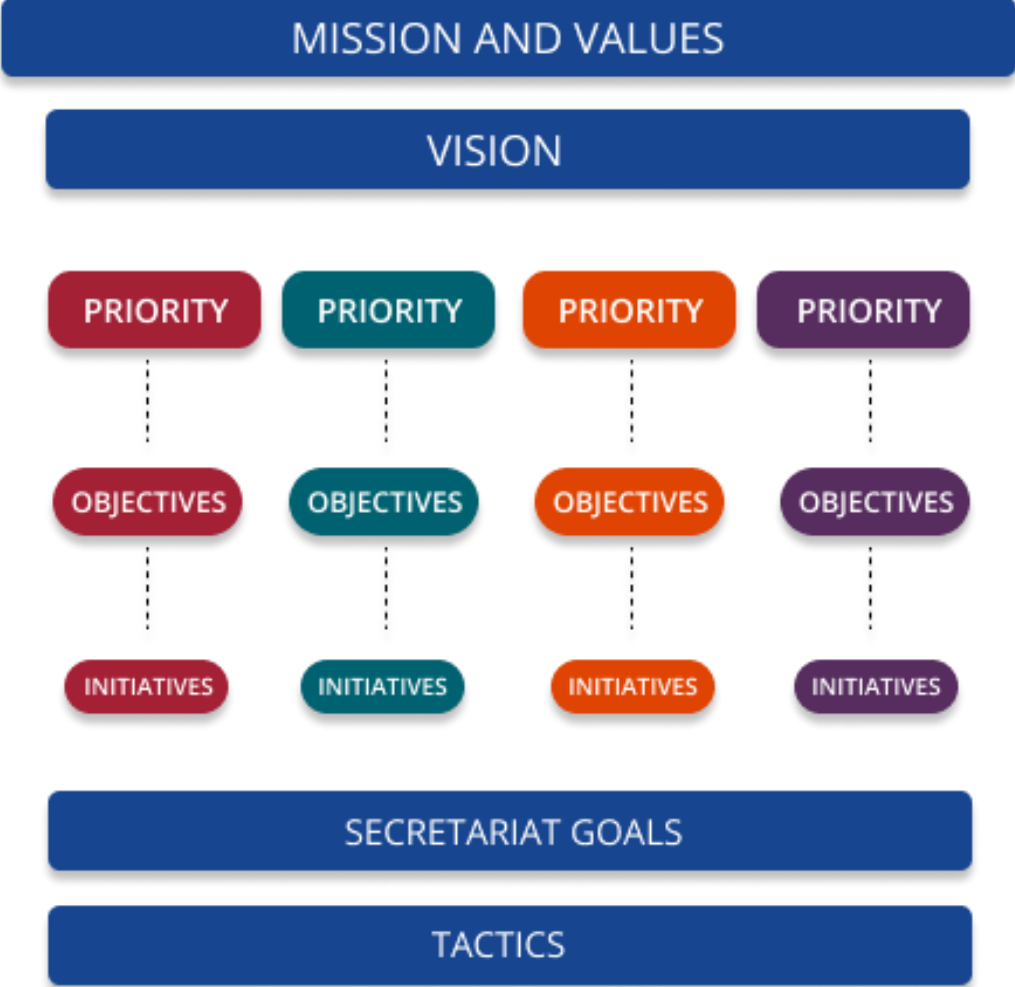 MISSION AND VALUES
VISION
PRIORITY PRIORITY PRIORITY PRIORITY
OBJECTIVES OBJECTIVES OBJECTIVES OBJECTIVES
INITIATIVES INITIATIVES INITIATIVES INITIATIVES
SECRETARIAT GOALS
TACTICS